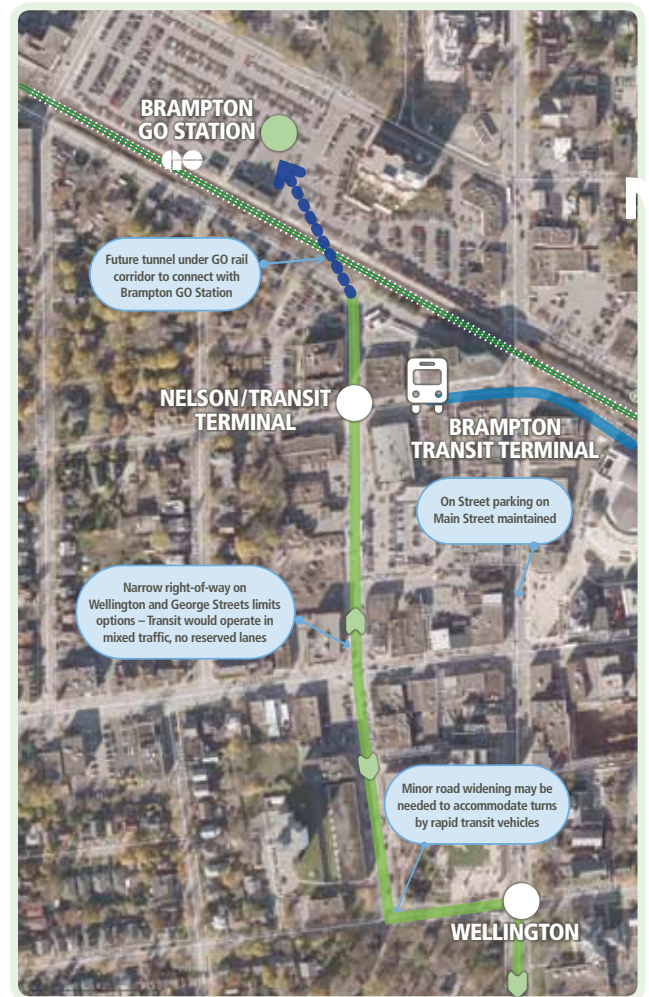 BRAMPTON
GO STATION
Future tunnel under GO rail
corridor to connect with
Brampton GO Station
NELSON/TRANSIT
TERMINAL
BRAMPTON
TRANSIT TERMINAL
On Street parking on
Main Street maintained
Narrow right-of-way on
Wellington and George Streets limits
options – Transit would operate in
mixed traffic, no reserved lanes
Minor road widening may be
needed to accommodate turns
by rapid transit vehicles
WELLINGTON